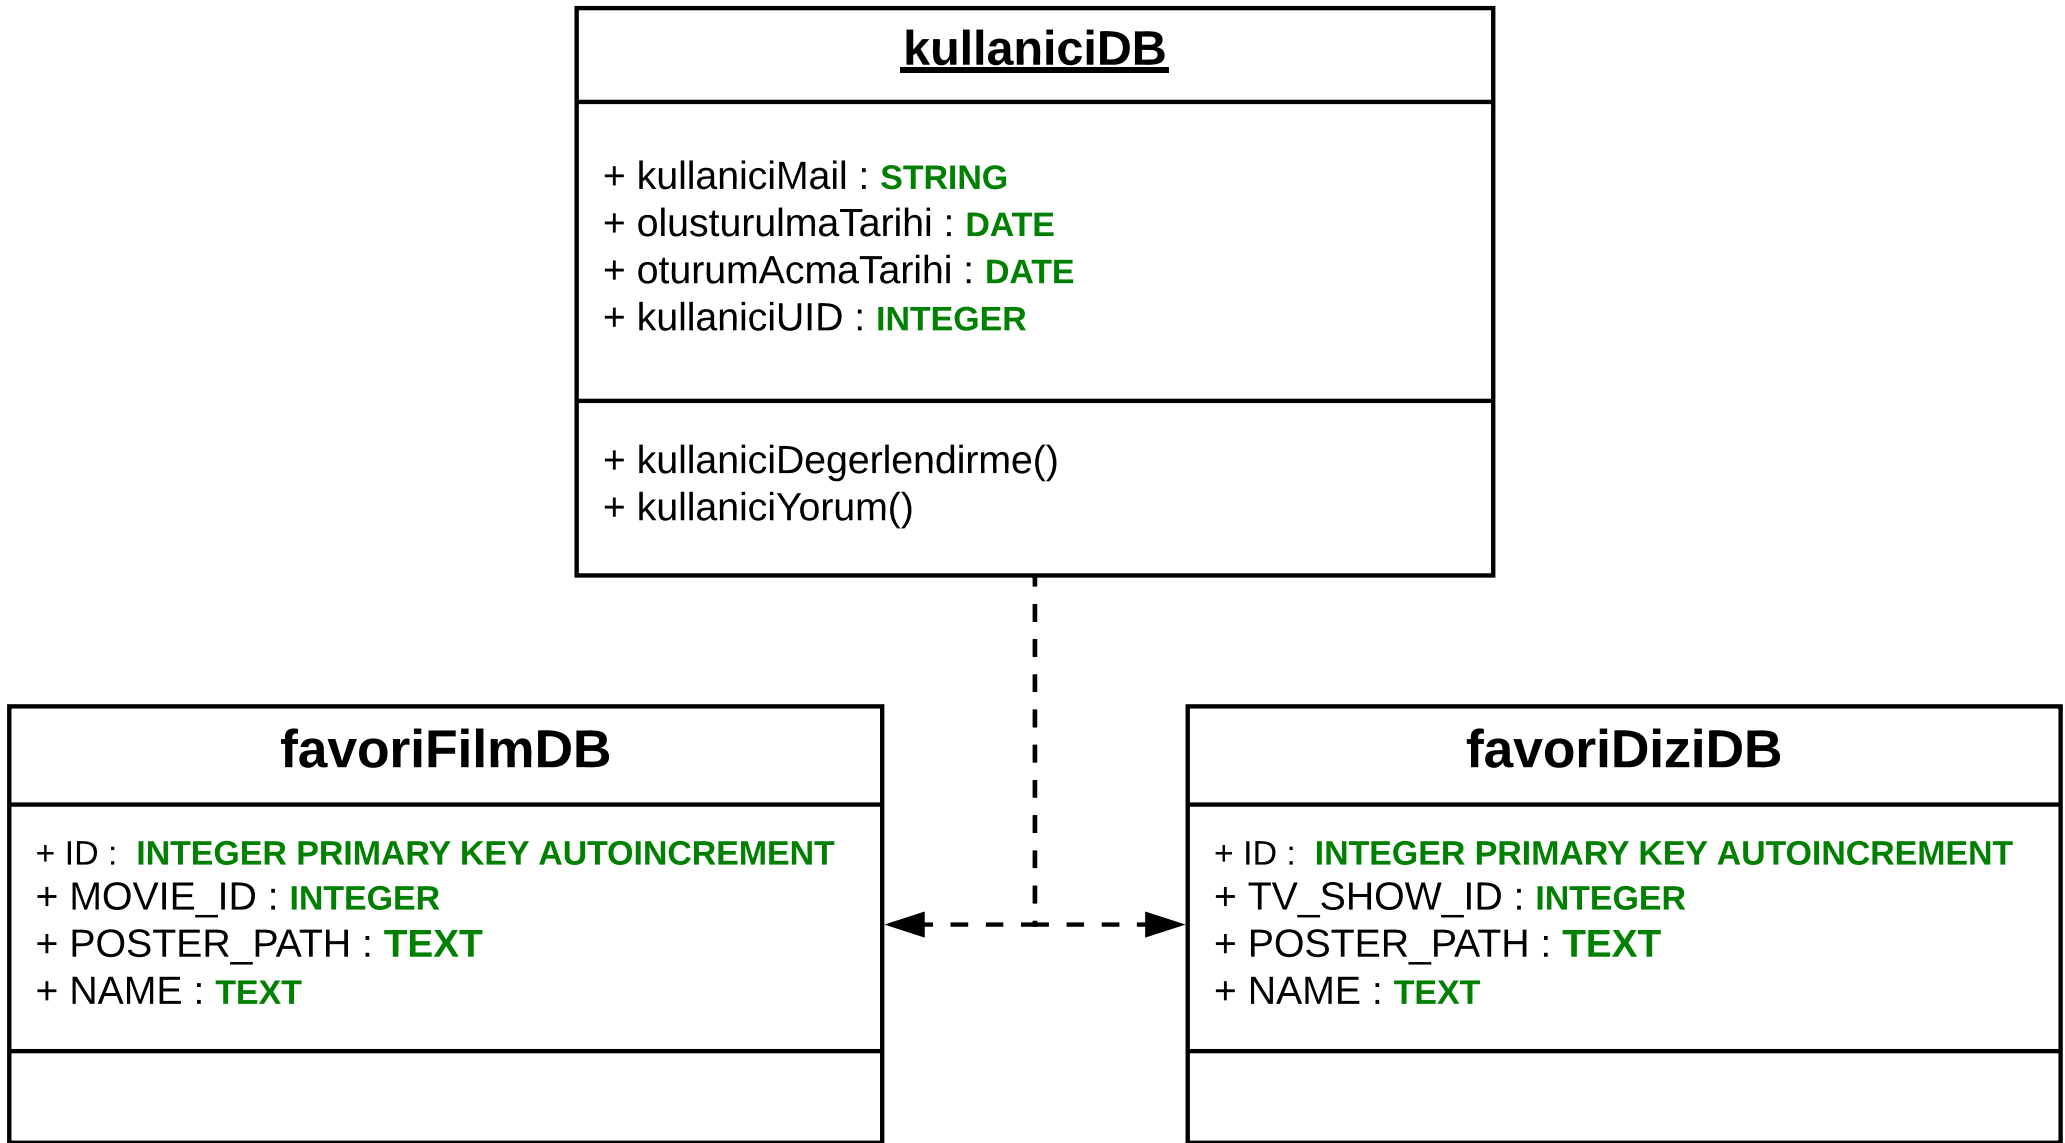 kullaniciDB
+ kullaniciMail : STRING
+ olusturulmaTarihi : DATE
+ oturumAcmaTarihi : DATE
+ kullaniciUID : INTEGER
+ kullaniciDegerlendirme()
+ kullaniciYorum()
favoriFilmDB
+ ID :  INTEGER PRIMARY KEY AUTOINCREMENT
+ MOVIE_ID : INTEGER
+ POSTER_PATH : TEXT
+ NAME : TEXT
favoriDiziDB
+ ID :  INTEGER PRIMARY KEY AUTOINCREMENT
+ TV_SHOW_ID : INTEGER
+ POSTER_PATH : TEXT
+ NAME : TEXT